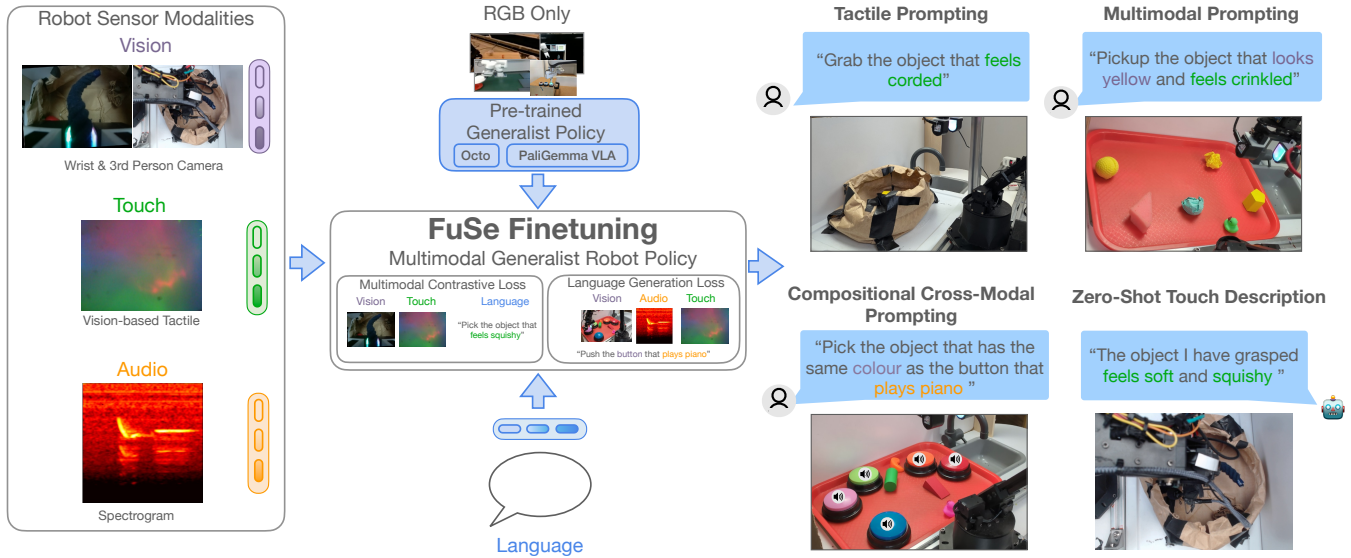 Robot Sensor Modalities
Vision
Wrist & 3rd Person Camera
Touch
Vision-based Tactile
Audio
Spectrogram
RGB Only
Pre-trained
Generalist Policy
Octo
PaliGemma VLA
FuSe Finetuning
Multimodal Generalist Robot Policy
Multimodal Contrastive Loss
Vision
Touch
Language
“Pick the object that
feels squishy”
Language Generation Loss
Vision
Audio
Touch
“Push the button that plays piano”
Language
Tactile Prompting
“Grab the object that feels
corded”
Multimodal Prompting
“Pickup the object that looks
yellow and feels crinkled”
Compositional Cross-Modal
Prompting
“Pick the object that has the
same colour as the button that
plays piano ”
Zero-Shot Touch Description
“The object I have grasped
feels soft and squishy ”